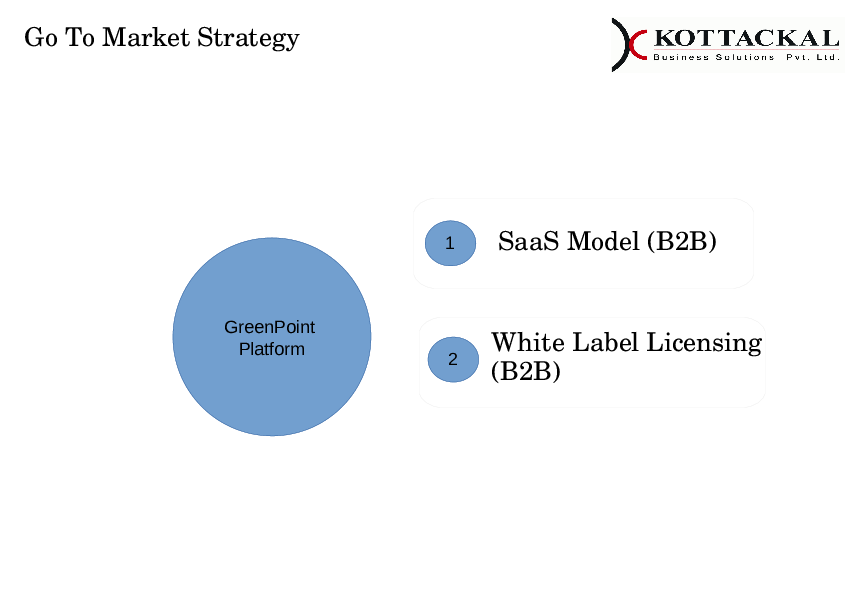 Go To Market Strategy
KOTTACKAL
Business Solutions Pvt. Ltd.
1
SaaS Model (B2B)
GreenPoint
Platform
2
White Label Licensing
(B2B)